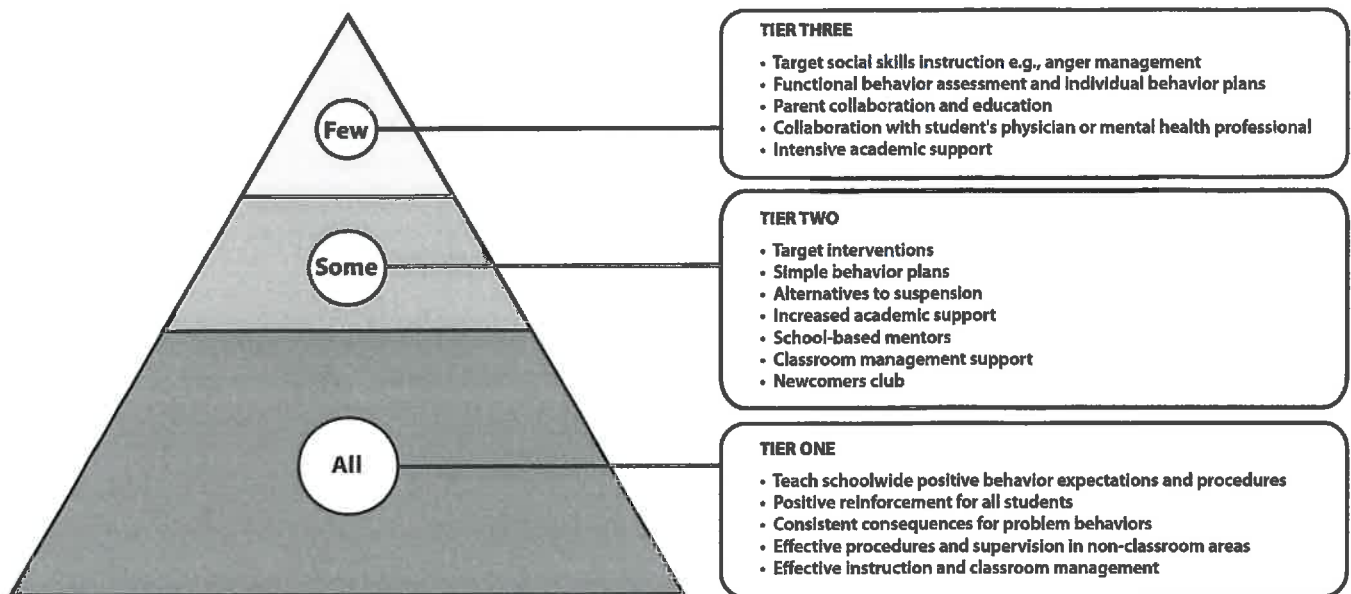 Few
TIER THREE
• Target social skills instruction e.g., anger management
• Functional behavior assessment and individual behavior plans
• Parent collaboration and education
• Collaboration with student's physician or mental health professional
• Intensive academic support
Some
TIER TWO
• Target interventions
• Simple behavior plans
• Alternatives to suspension
• Increased academic support
• School-based mentors
• Classroom management support
• Newcomers club
All
TIER ONE
• Teach schoolwide positive behavior expectations and procedures
• Positive reinforcement for all students
• Consistent consequences for problem behaviors
• Effective procedures and supervision in non-classroom areas
• Effective instruction and classroom management